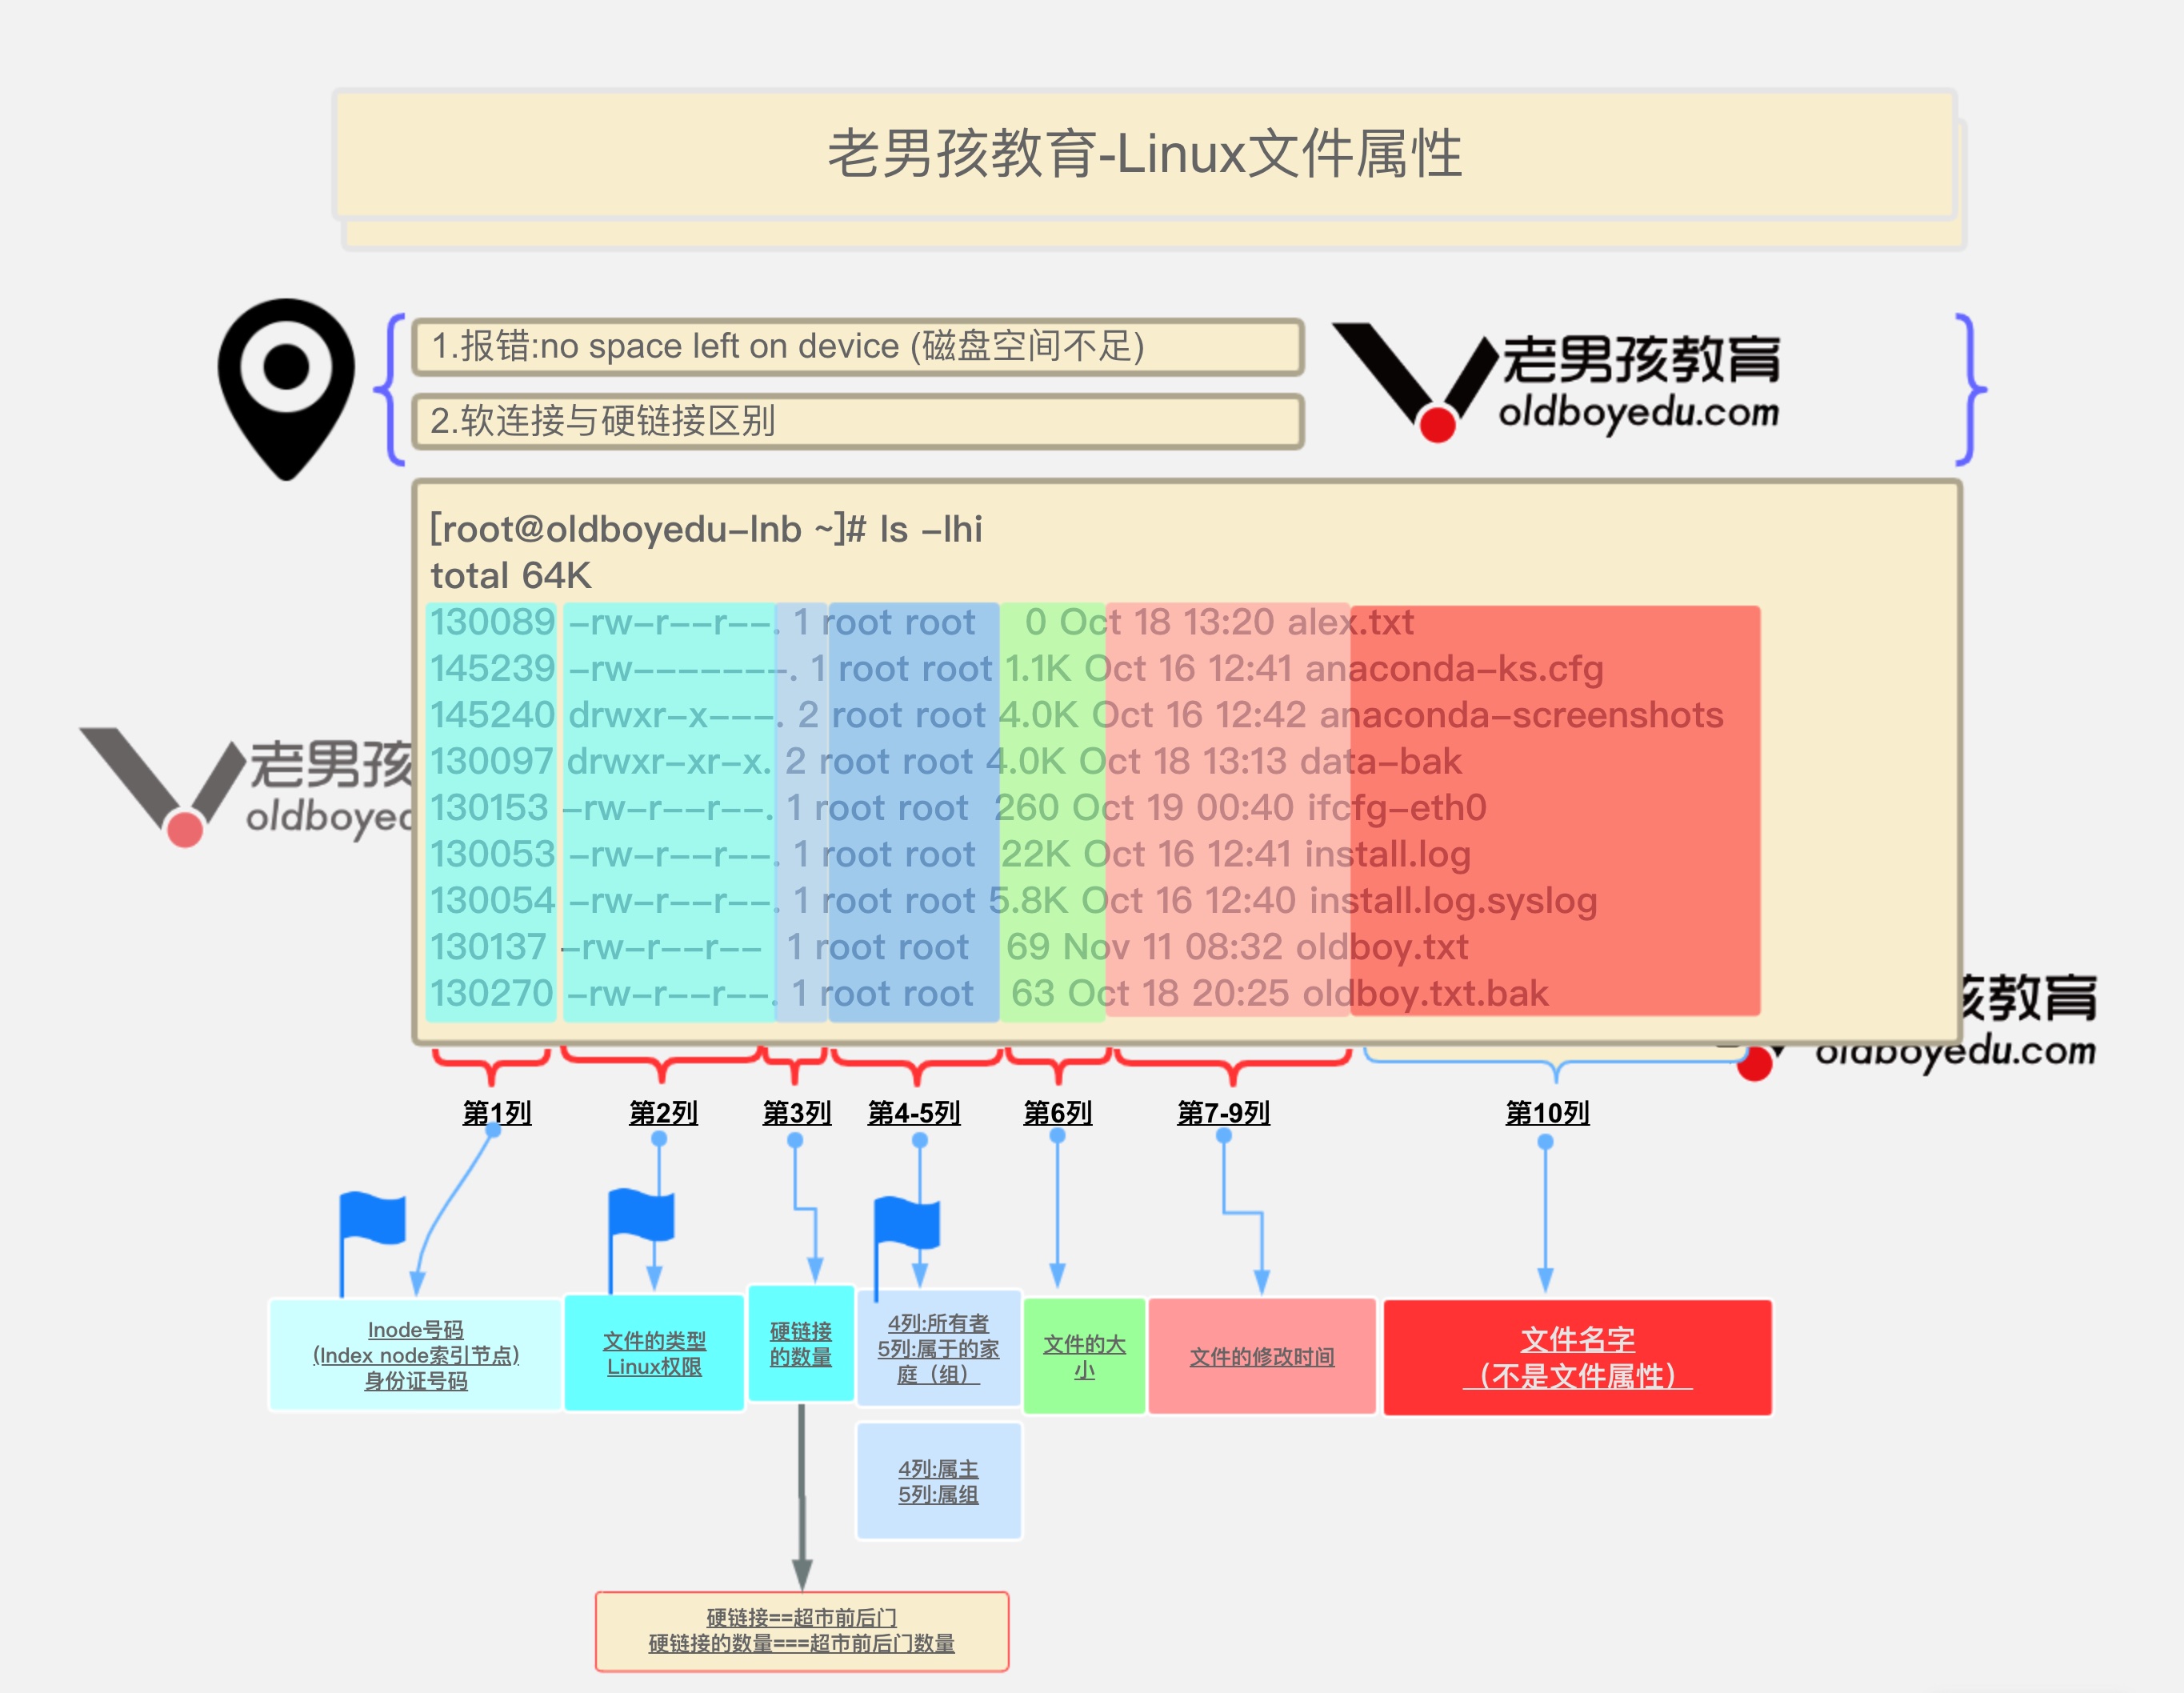 老男孩教育-Linux文件属性
1.报错:no space left on device (磁盘空间不足)
2.软连接与硬链接区别
老男孩教育
oldboyedu.com
[root@oldboyedu-lnb ~]# ls -lhi
total 64K
130089 -rw-r--r--. 1 root root 0 Oct 18 13:20 alex.txt
145239 -rw-------. 1 root root 1.1K Oct 16 12:41 anaconda-ks.cfg
145240 drwxr-x---. 2 root root 4.0K Oct 16 12:42 anaconda-screenshots
130097 drwxr-xr-x. 2 root root 4.0K Oct 18 13:13 data-bak
130153 -rw-r--r--. 1 root root 260 Oct 19 00:40 ifcfg-eth0
130053 -rw-r--r--. 1 root root 22K Oct 16 12:41 install.log
130054 -rw-r--r--. 1 root root 5.8K Oct 16 12:40 install.log.syslog
130137 -rw-r--r-- 1 root root 69 Nov 11 08:32 oldboy.txt
130270 -rw-r--r--. 1 root root 63 Oct 18 20:25 oldboy.txt.bak
老男孩
oldboyed
孩教育
oldboyedu.com
第1列
第2列
第3列
第4-5列
第6列
第7-9列
第10列
Inode号码
(Index node索引节点)
身份证号码
文件的类型
Linux权限
硬链接
的数量
4列:所有者
5列:属于的家
庭（组）
文件的大
小
文件的修改时间
文件名字
（不是文件属性）
4列:属主
5列:属组
硬链接==超市前后门
硬链接的数量===超市前后门数量